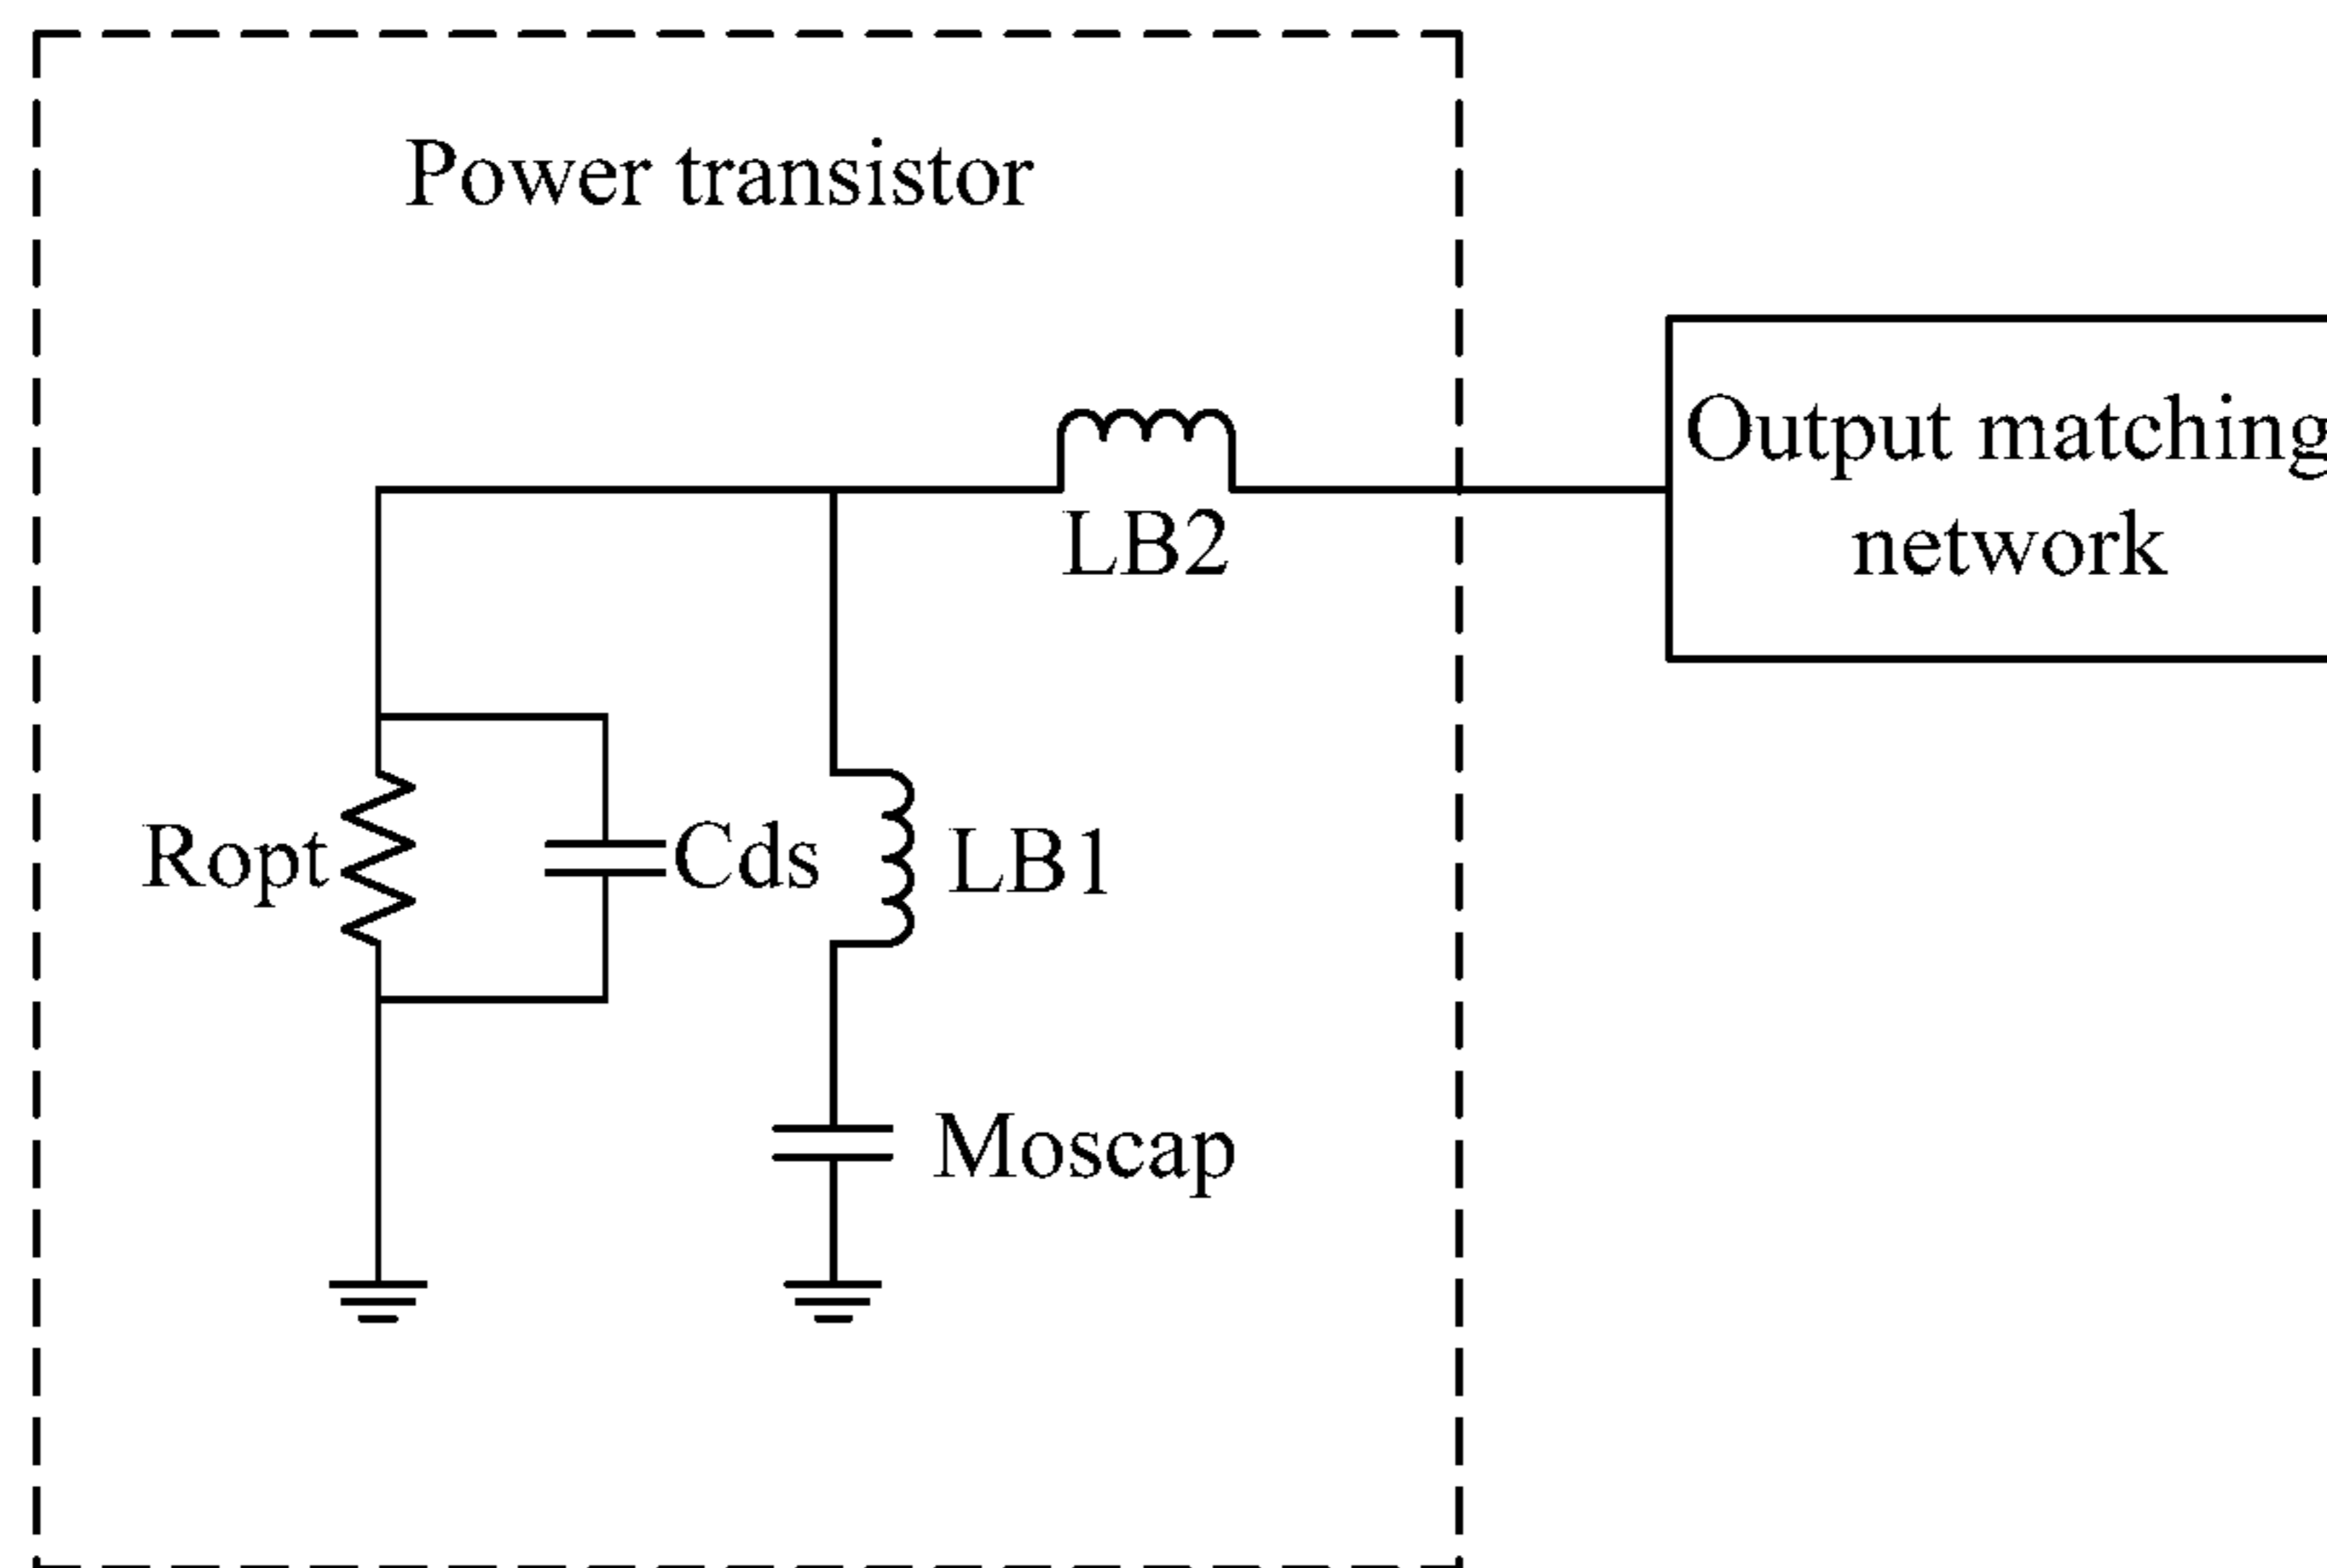 Power transistor
Output matching
network
LB2
Ropt
Cds
LB1
Moscap